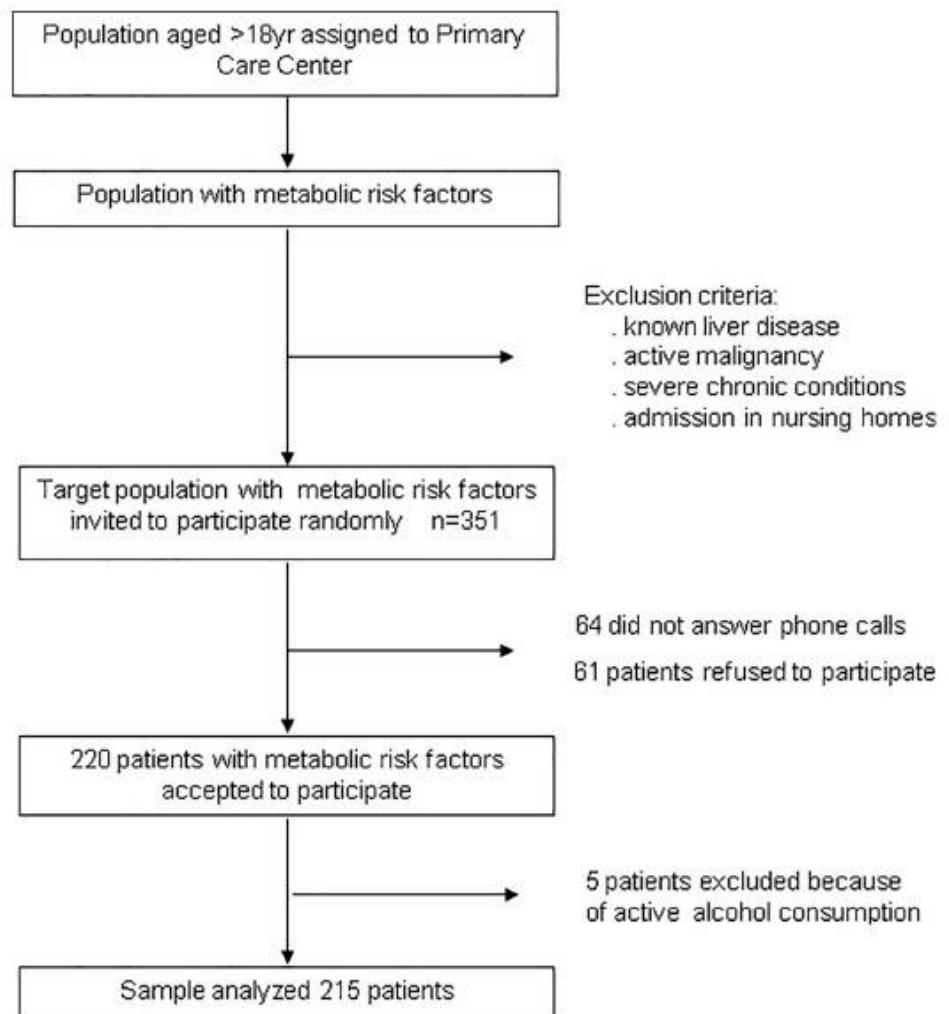 Population aged >18yr assigned to Primary
Care Center
Population with metabolic risk factors
Exclusion criteria:
. known liver disease
. active malignancy
. severe chronic conditions
. admission in nursing homes
Target population with metabolic risk factors
invited to participate randomly n=351
64 did not answer phone calls
61 patients refused to participate
220 patients with metabolic risk factors
accepted to participate
5 patients excluded because
of active alcohol consumption
Sample analyzed 215 patients